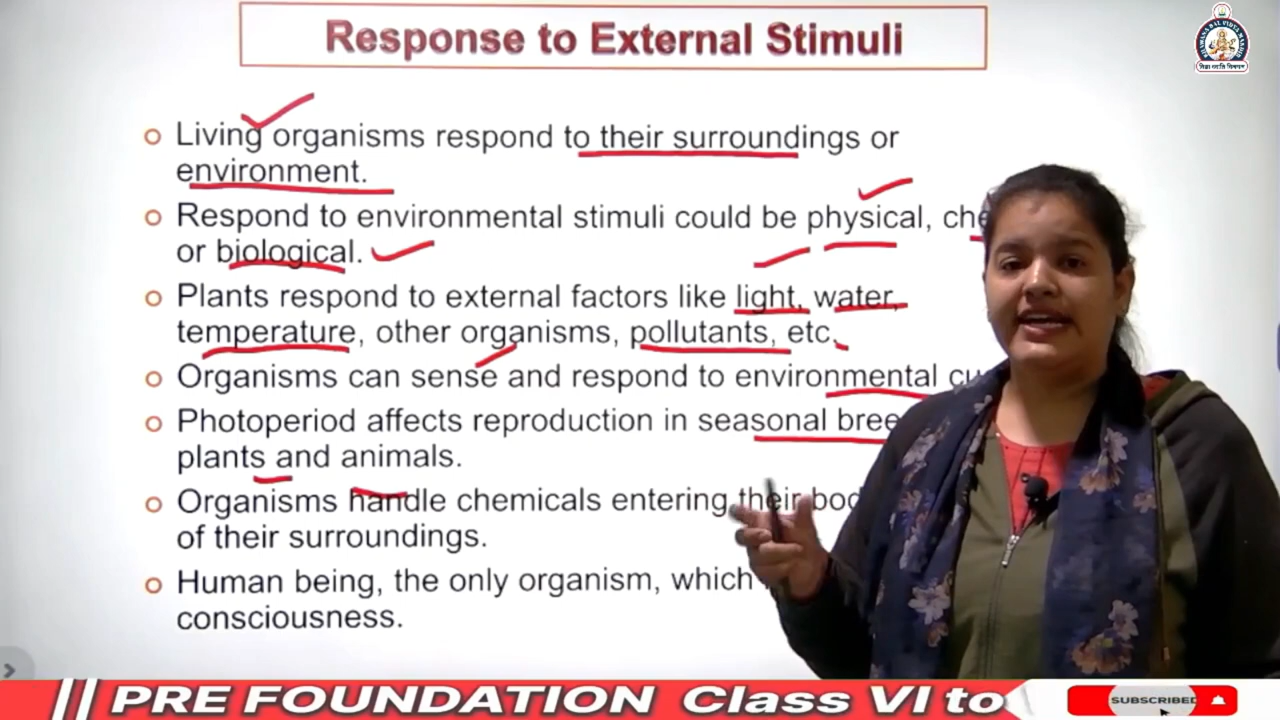 Response to External Stimuli
Living organisms respond to their surroundings or
environment.
Respond to environmental stimuli could be physical,
or biological.
Plants respond to external factors like light, water,
temperature, other organisms, pollutants, etc.
Organisms can sense and respond to environmental
Photoperiod affects reproduction in seasonal
plants and animals.
Organisms handle chemicals entering their
of their surroundings.
Human being, the only organism, which
consciousness.
|| PRE FOUNDATION Class VI to
SUBSCRIBED